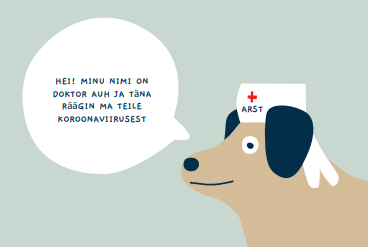 HEI! MINU NIMI ON
DOKTOR AUH JA TÄNA
RÄÄGIN MA TEILE
KOROONAVIIRUSEST
ARST